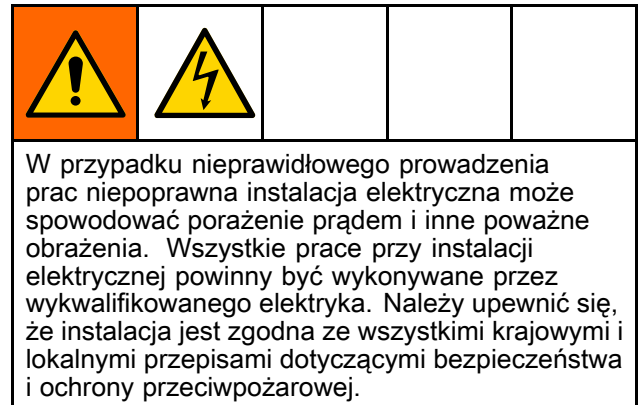 W przypadku nieprawidłowego prowadzenia
prac niepoprawna instalacja elektryczna może
spowodować porażenie prądem i inne poważne
obrażenia. Wszystkie prace przy instalacji
elektrycznej powinny być wykonywane przez
wykwalifikowanego elektryka. Należy upewnić się,
że instalacja jest zgodna ze wszystkimi krajowymi i
lokalnymi przepisami dotyczącymi bezpieczeństwa
i ochrony przeciwpożarowej.